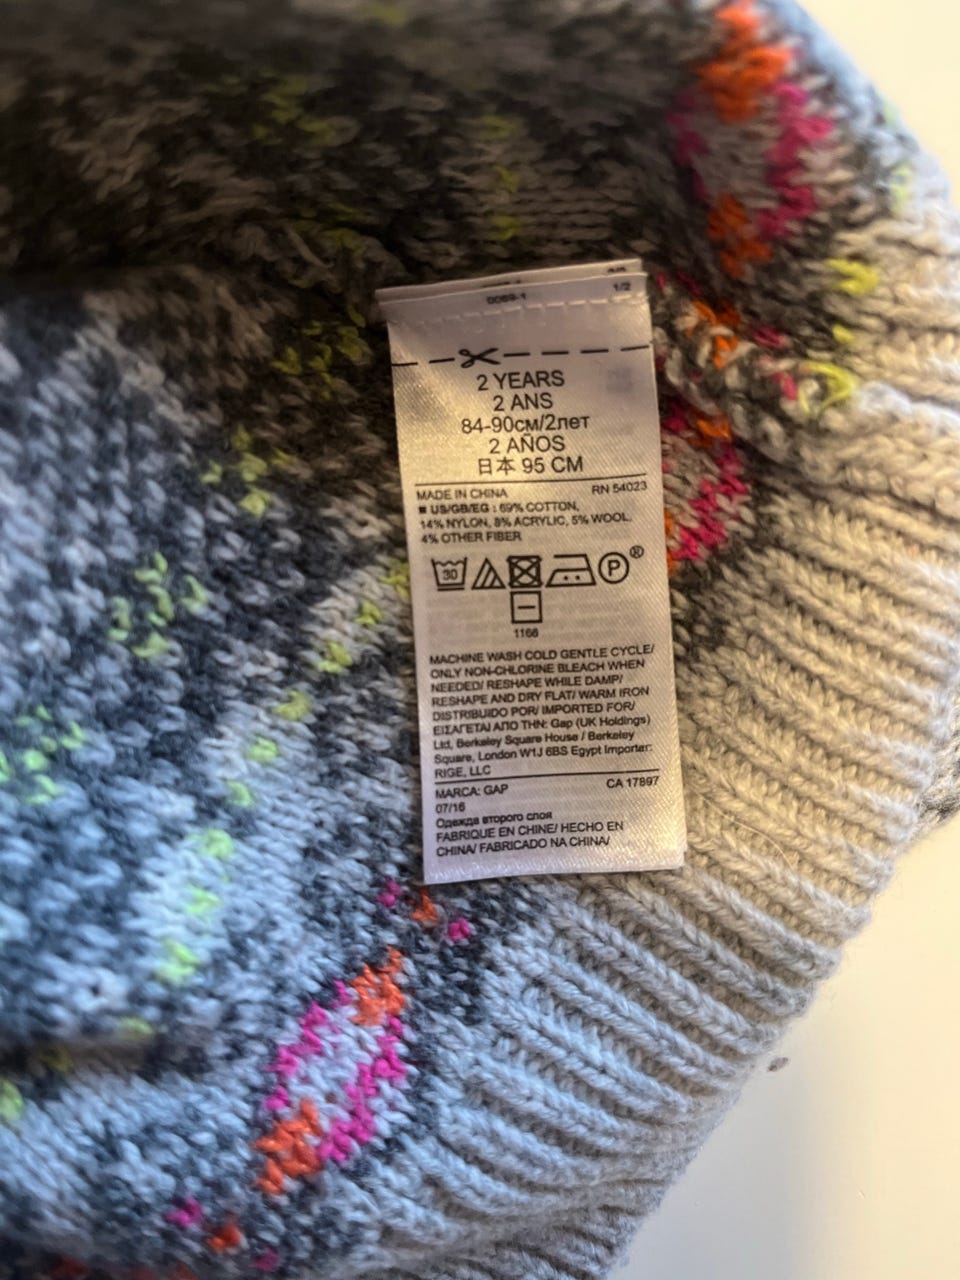 0069-1 1/2
2 YEARS
2 ANS
84-90см/2лет
2 AÑOS
日本 95 CM
MADE IN CHINA RN 54023
■ US/GB/EG : 69% COTTON,
14% NYLON, 8% ACRYLIC, 5% WOOL,
4% OTHER FIBER
30 P®
1166
MACHINE WASH COLD GENTLE CYCLE/
ONLY NON-CHLORINE BLEACH WHEN
NEEDED/ RESHAPE WHILE DAMP/
RESHAPE AND DRY FLAT/ WARM IRON
DISTRIBUIDO POR/ IMPORTED FOR/
ΕΙΣΑΓΕΤΑΙ ΑΠΟ ΤΗΝ: Gap (UK Holdings)
Ltd, Berkeley Square House / Berkeley
Square, London W1J 6BS Egypt Importer:
RIGE, LLC
MARCA: GAP CA 17897
07/16
Одежда второго слоя
FABRIQUE EN CHINE/ HECHO EN
CHINA/ FABRICADO NA CHINA/